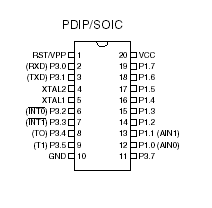 PDIP/SOIC
RST/VPP 1 20 VCC
(RXD) P3.0 2 19 P1.7
(TXD) P3.1 3 18 P1.6
XTAL2 4 17 P1.5
XTAL1 5 16 P1.4
(INT0) P3.2 6 15 P1.3
(INT1) P3.3 7 14 P1.2
(TO) P3.4 8 13 P1.1 (AIN1)
(T1) P3.5 9 12 P1.0 (AIN0)
GND 10 11 P3.7